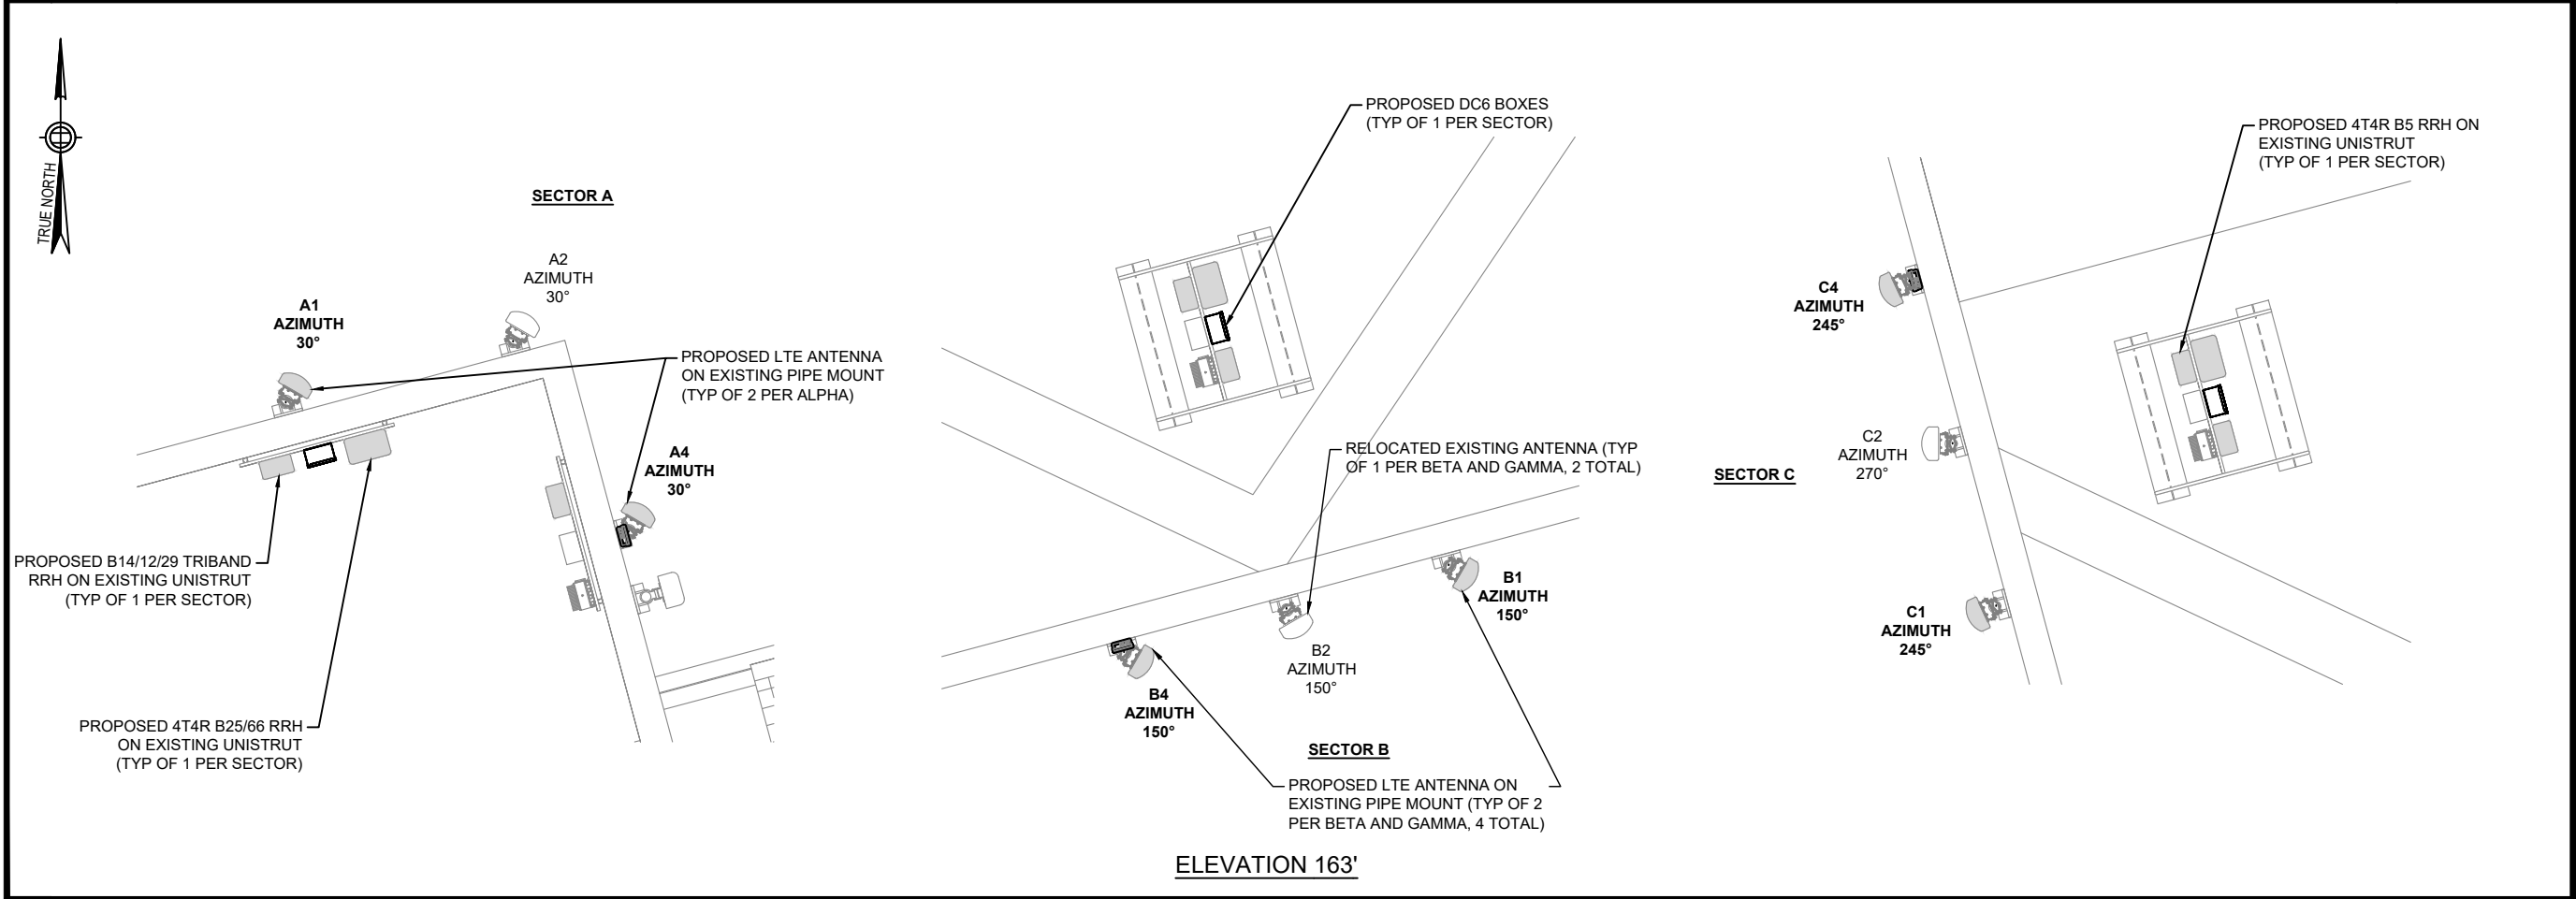 TRUE NORTH
SECTOR A
A1
AZIMUTH
30°
A2
AZIMUTH
30°
PROPOSED LTE ANTENNA
ON EXISTING PIPE MOUNT
(TYP OF 2 PER ALPHA)
A4
AZIMUTH
30°
PROPOSED B14/12/29 TRIBAND
RRH ON EXISTING UNISTRUT
(TYP OF 1 PER SECTOR)
PROPOSED 4T4R B25/66 RRH
ON EXISTING UNISTRUT
(TYP OF 1 PER SECTOR)
PROPOSED DC6 BOXES
(TYP OF 1 PER SECTOR)
RELOCATED EXISTING ANTENNA (TYP
OF 1 PER BETA AND GAMMA, 2 TOTAL)
B1
AZIMUTH
150°
B2
AZIMUTH
150°
B4
AZIMUTH
150°
SECTOR B
PROPOSED LTE ANTENNA ON
EXISTING PIPE MOUNT (TYP OF 2
PER BETA AND GAMMA, 4 TOTAL)
PROPOSED 4T4R B5 RRH ON
EXISTING UNISTRUT
(TYP OF 1 PER SECTOR)
C4
AZIMUTH
245°
C2
AZIMUTH
270°
SECTOR C
C1
AZIMUTH
245°
ELEVATION 163'